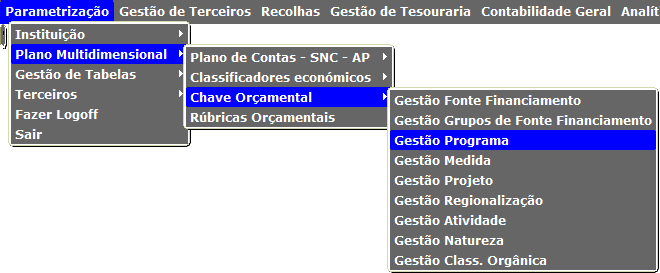 Parametrização Gestão de Terceiros Recolhas Gestão de Tesouraria Contabilidade Geral Analít
Instituição
Plano Multidimensional
Gestão de Tabelas
Terceiros
Fazer Logoff
Sair
Plano de Contas - SNC - AP
Classificadores económicos
Chave Orçamental
Rúbricas Orçamentais
Gestão Fonte Financiamento
Gestão Grupos de Fonte Financiamento
Gestão Programa
Gestão Medida
Gestão Projeto
Gestão Regionalização
Gestão Atividade
Gestão Natureza
Gestão Class. Orgânica